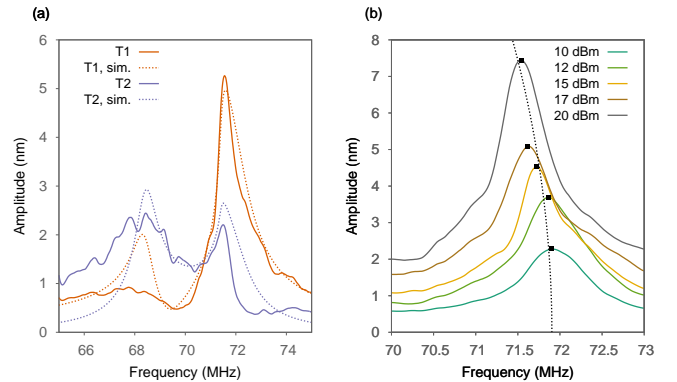 (a)
T1
T1, sim.
T2
T2, sim.
6
5
4
3
2
1
0
Amplitude (nm)
66 68 70 72 74
Frequency (MHz)
(b)
10 dBm
12 dBm
15 dBm
17 dBm
20 dBm
8
7
6
5
4
3
2
1
0
Amplitude (nm)
70 70.5 71 71.5 72 72.5 73
Frequency (MHz)